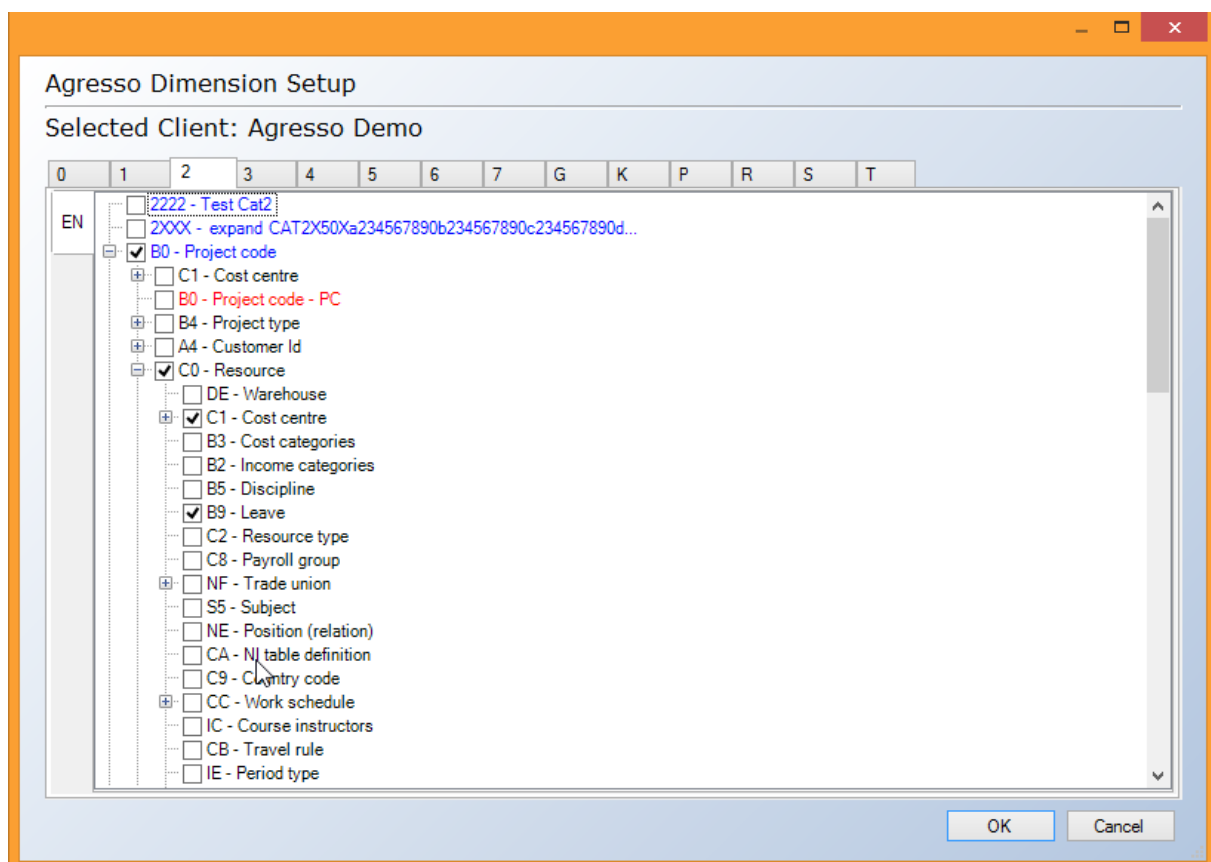 Agresso Dimension Setup
Selected Client: Agresso Demo
0 1 2 3 4 5 6 7 G K P R S T
EN
2222 - Test Cat2
2XXX - expand CAT2X50Xa234567890b234567890c234567890d...
B0 - Project code
C1 - Cost centre
B0 - Project code - PC
B4 - Project type
A4 - Customer Id
C0 - Resource
DE - Warehouse
C1 - Cost centre
B3 - Cost categories
B2 - Income categories
B5 - Discipline
B9 - Leave
C2 - Resource type
C8 - Payroll group
NF - Trade union
S5 - Subject
NE - Position (relation)
CA - NI table definition
C9 - Country code
CC - Work schedule
IC - Course instructors
CB - Travel rule
IE - Period type
OK Cancel